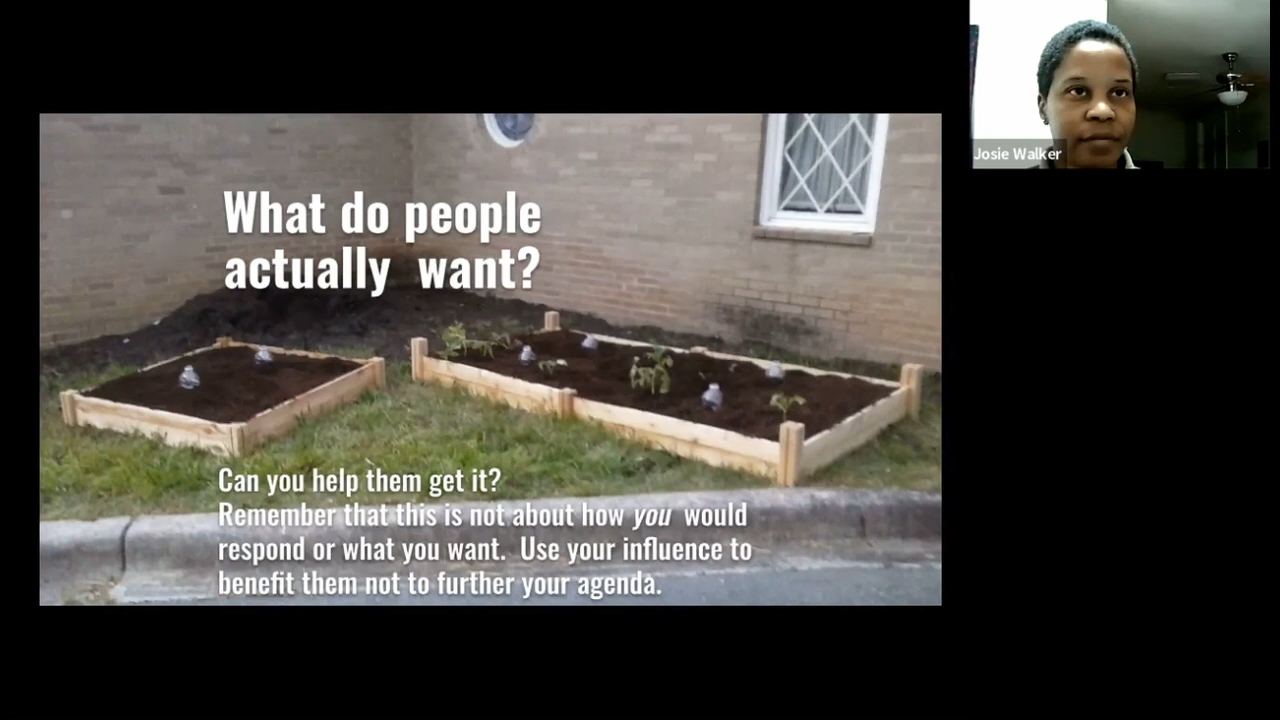 What do people
actually want?
Can you help them get it?
Remember that this is not about how you would
respond or what you want. Use your influence to
benefit them not to further your agenda.
Josie Walker